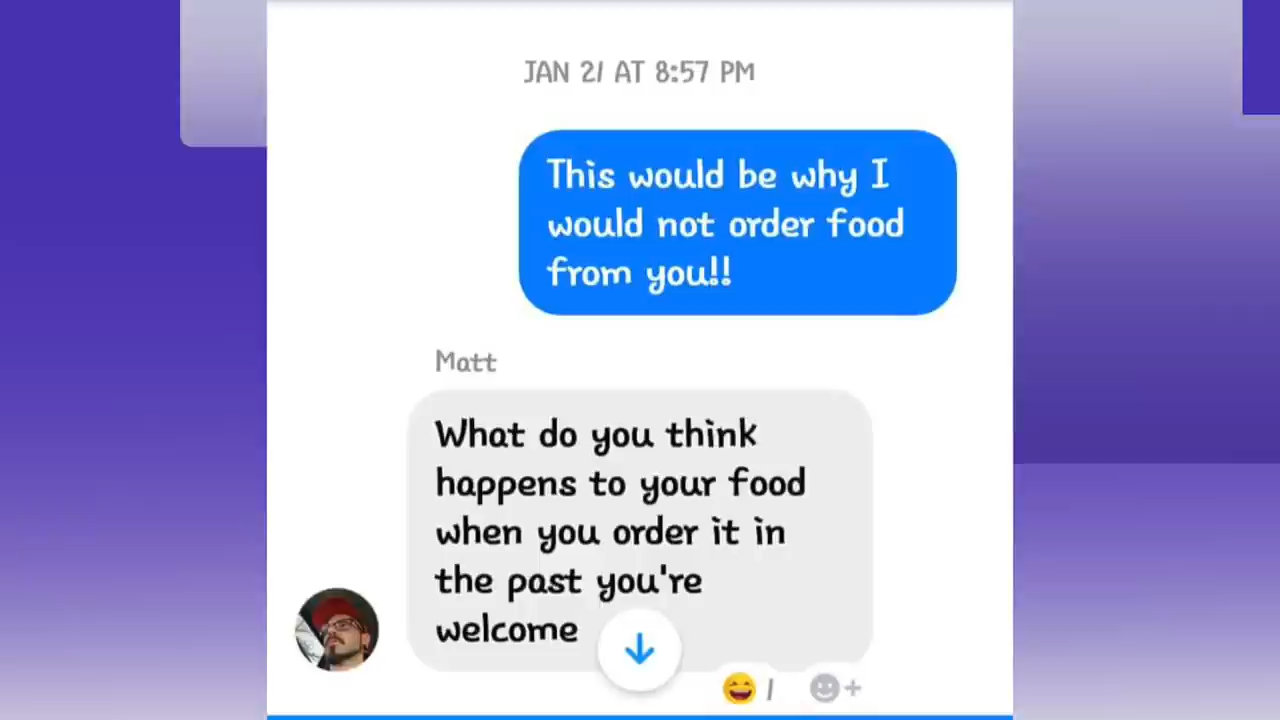 JAN 21 AT 8:57 PM
This would be why I
would not order food
from you!!
Matt
What do you think
happens to your food
when you order it in
the past you're
welcome
1